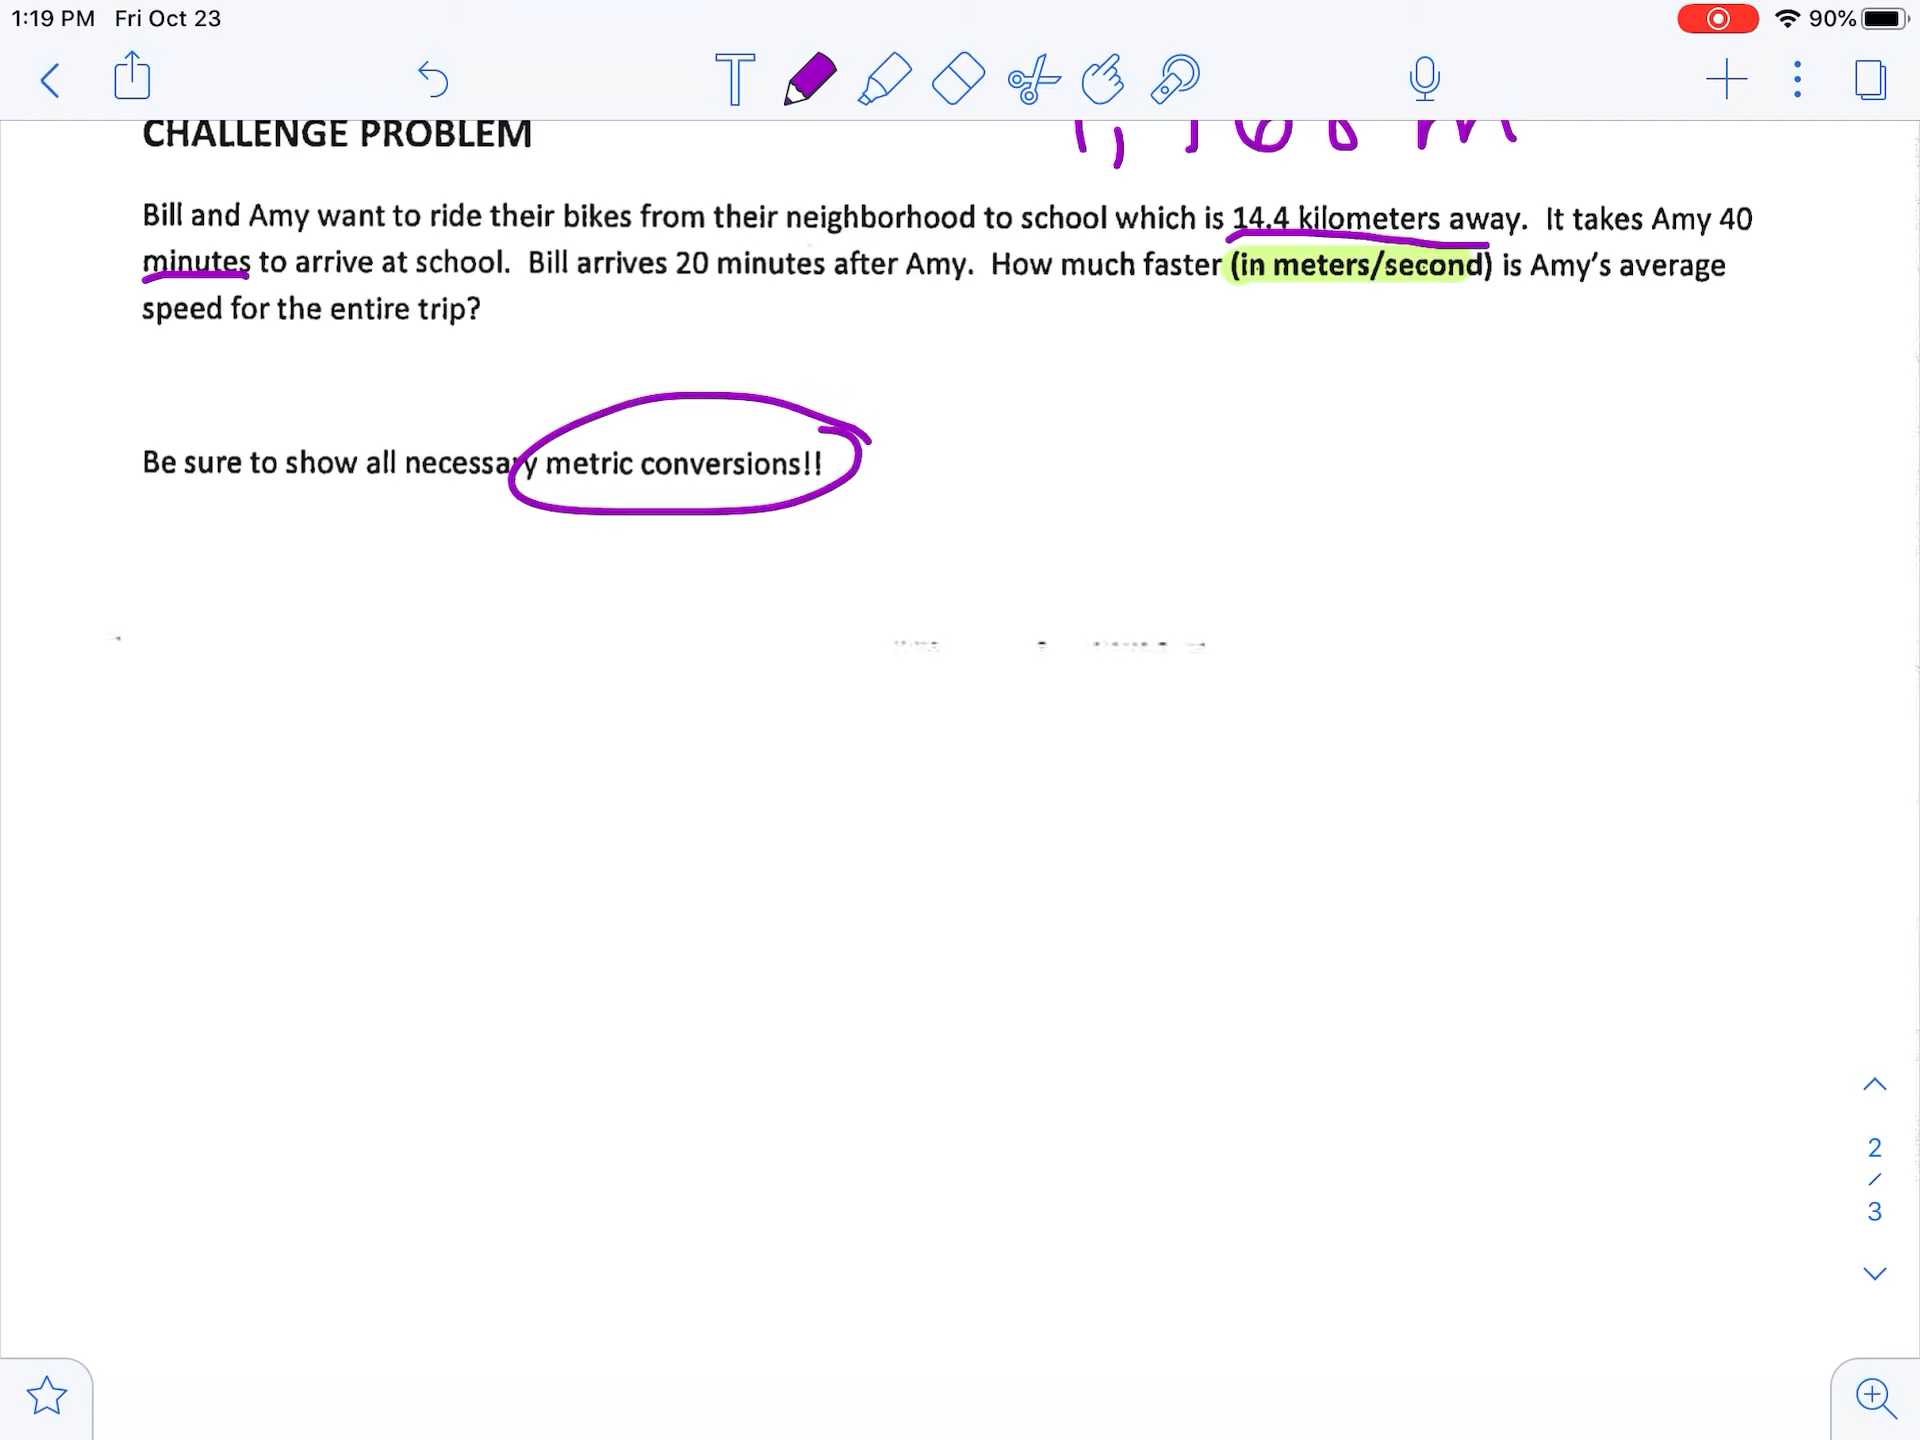 1:19 PM Fri Oct 23
90%
T
CHALLENGE PROBLEM
Bill and Amy want to ride their bikes from their neighborhood to school which is 14.4 kilometers away. It takes Amy 40
minutes to arrive at school. Bill arrives 20 minutes after Amy. How much faster (in meters/second) is Amy's average
speed for the entire trip?
Be sure to show all necessary metric conversions!!
2
/
3